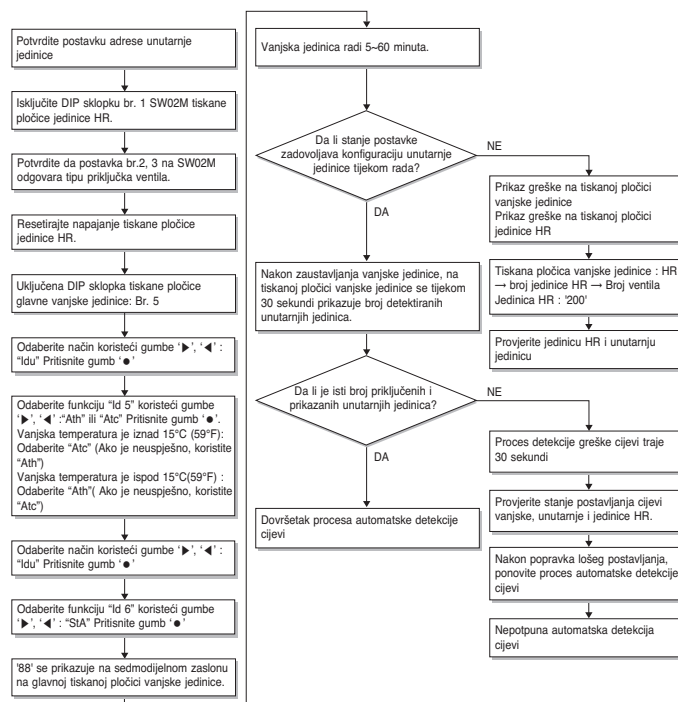 Potvrdite postavku adrese unutarnje
jedinice
Isključite DIP sklopku br. 1 SW02M tiskane
pločice jedinice HR.
Potvrdite da postavka br.2, 3 na SW02M
odgovara tipu priključka ventila.
Resetirajte napajanje tiskane pločice
jedinice HR.
Uključena DIP sklopka tiskane pločice
glavne vanjske jedinice: Br. 5
Odaberite način koristeći gumbe ‘▶’, ‘◀’ :
“Idu” Pritisnite gumb ‘●’
Odaberite funkciju “Id 5” koristeći gumbe
‘▶’, ‘◀’ :“Ath” ili “Atc” Pritisnite gumb ‘●’.
Vanjska temperatura je iznad 15°C (59°F):
Odaberite “Atc” (Ako je neuspješno, koristite
“Ath”)
Vanjska temperatura je ispod 15°C(59°F) :
Odaberite “Ath”( Ako je neuspješno, koristite
“Atc”)
Odaberite način koristeći gumbe ‘▶’, ‘◀’ :
“Idu” Pritisnite gumb ‘●’
Odaberite funkciju “Id 6” koristeći gumbe
‘▶’, ‘◀’ : “StA” Pritisnite gumb ‘●’
'88' se prikazuje na sedmodijelnom zaslonu
na glavnoj tiskanoj pločici vanjske jedinice.
Vanjska jedinica radi 5~60 minuta.
Da li stanje postavke
zadovoljava konfiguraciju unutarnje
jedinice tijekom rada?
NE
DA
Prikaz greške na tiskanoj pločici
vanjske jedinice
Prikaz greške na tiskanoj pločici
jedinice HR
Tiskana pločica vanjske jedinice : HR
→ broj jedinice HR → Broj ventila
Jedinica HR : '200'
Provjerite jedinicu HR i unutarnju
jedinicu
Nakon zaustavljanja vanjske jedinice, na
tiskanoj pločici vanjske jedinice se tijekom
30 sekundi prikazuje broj detektiranih
unutarnjih jedinica.
Da li je isti broj priključenih i
prikazanih unutarnjih jedinica?
NE
DA
Dovršetak procesa automatske detekcije
cijevi
Proces detekcije greške cijevi traje
30 sekundi
Provjerite stanje postavljanja cijevi
vanjske, unutarnje i jedinice HR.
Nakon popravka lošeg postavljanja,
ponovite proces automatske detekcije
cijevi
Nepotpuna automatska detekcija
cijevi